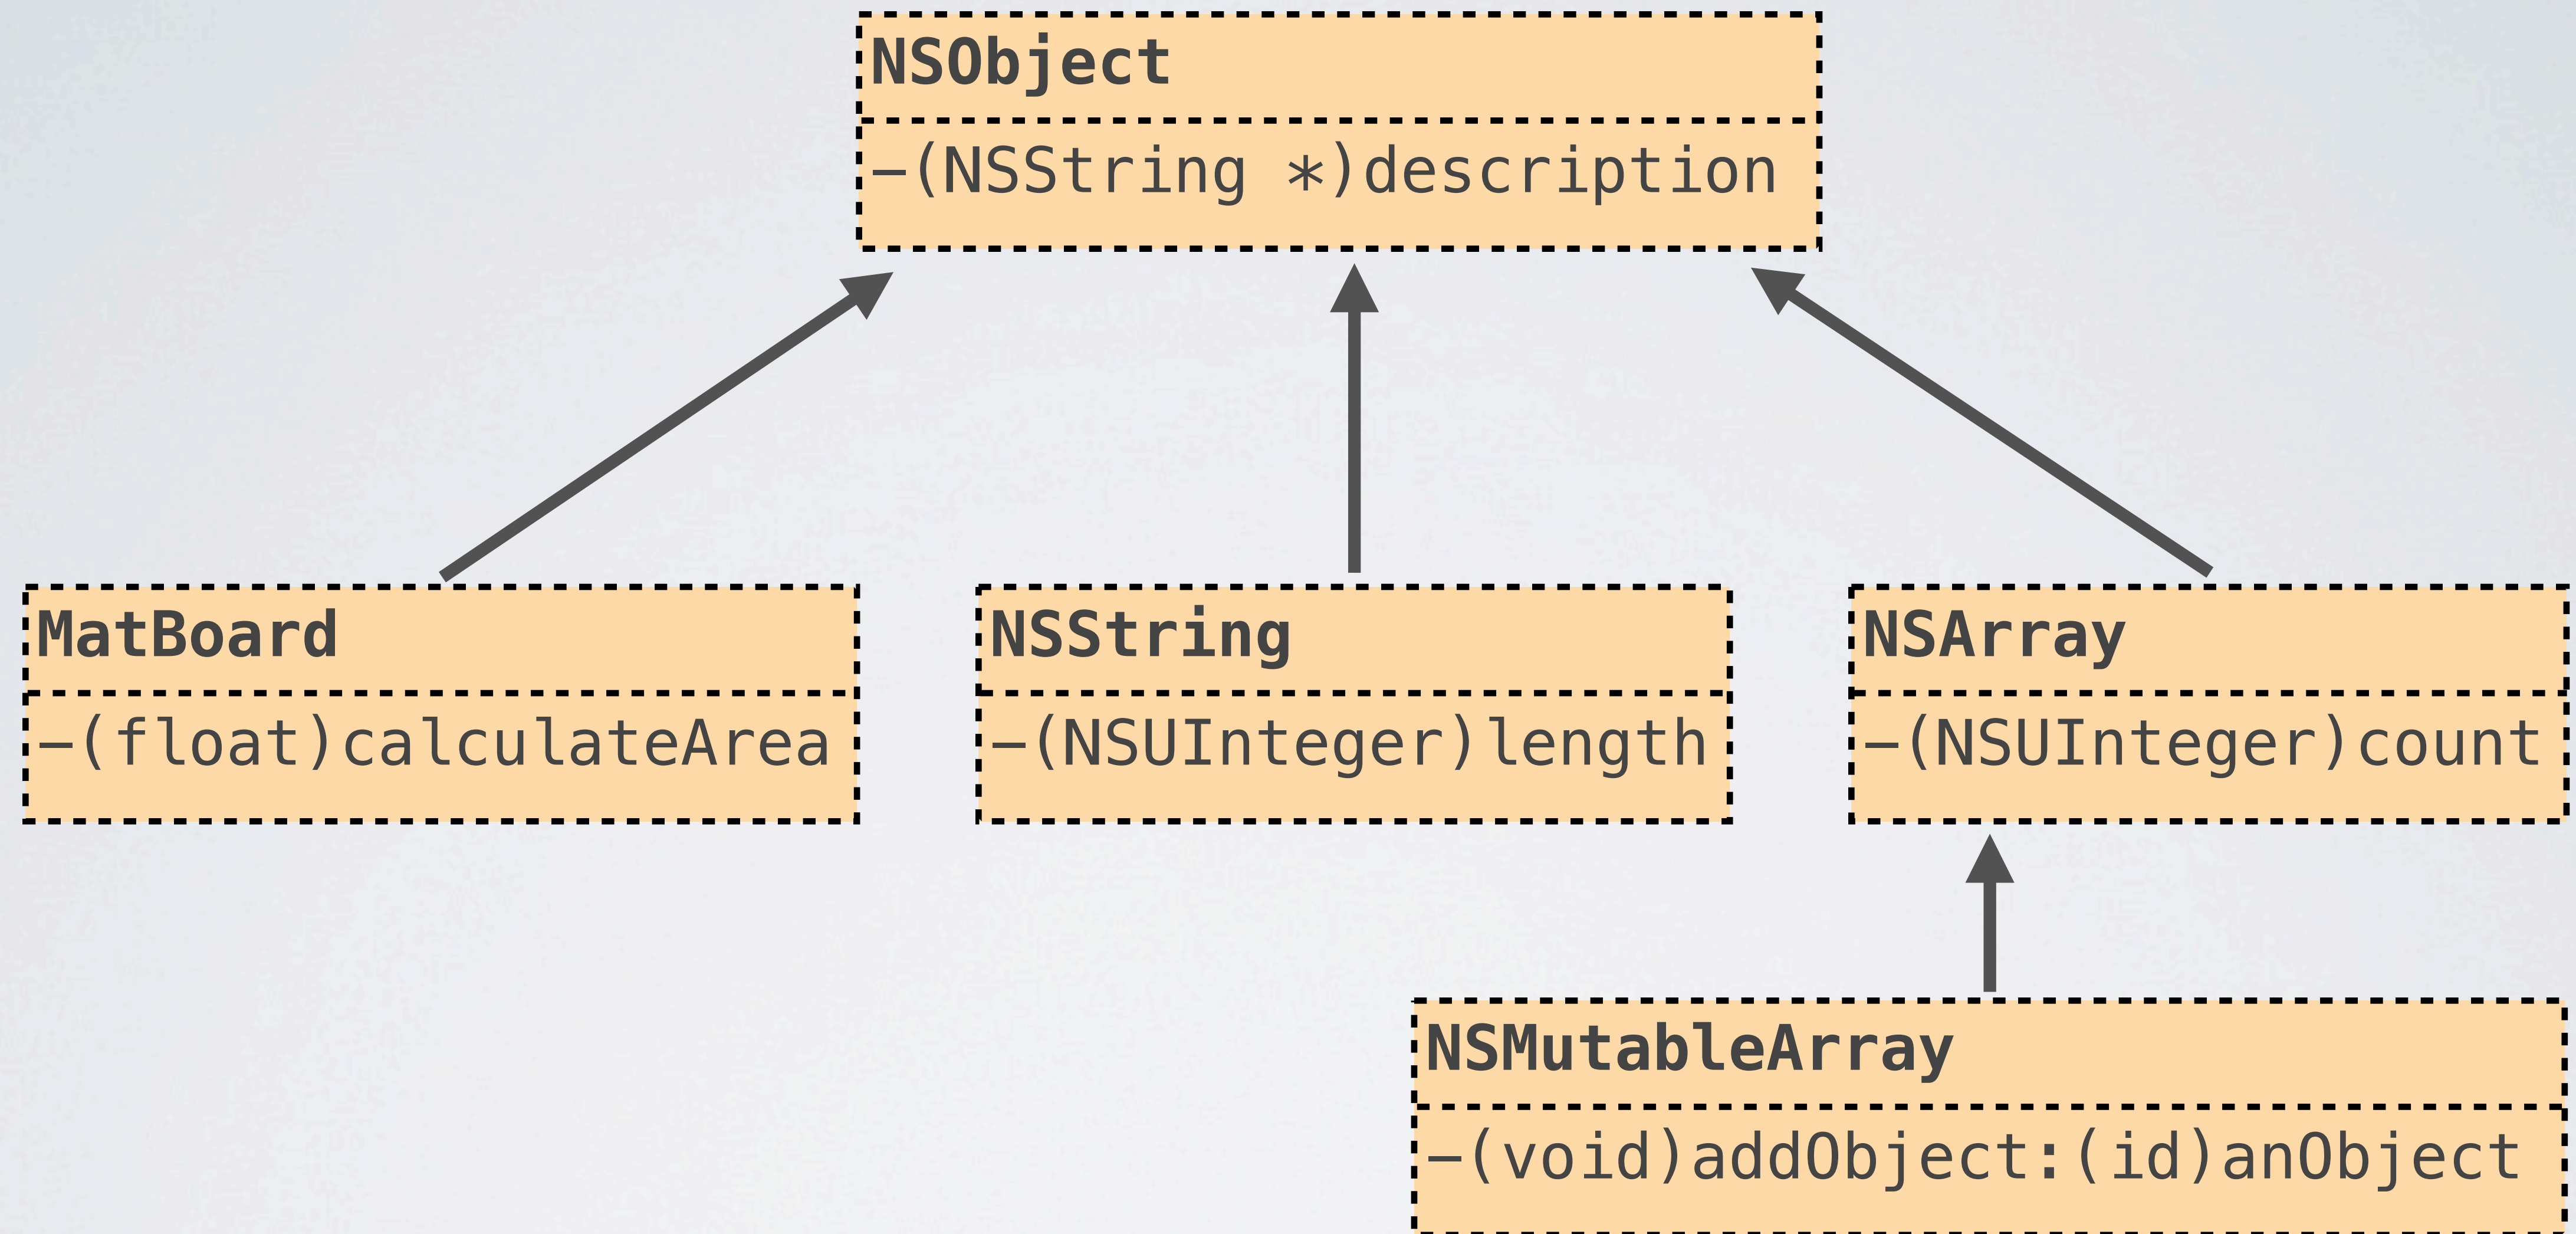 NSObject
–(NSString *)description
MatBoard
–(float)calculateArea
NSString
–(NSUInteger)length
NSArray
–(NSUInteger)count
NSMutableArray
–(void)addObject:(id)anObject